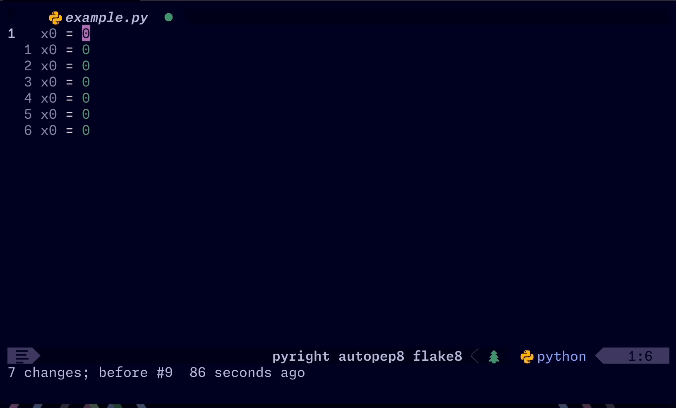 example.py
1 x0 = 0
1 x0 = 0
2 x0 = 0
3 x0 = 0
4 x0 = 0
5 x0 = 0
6 x0 = 0
pyright autopep8 flake8 python 1:6
7 changes; before #9 86 seconds ago